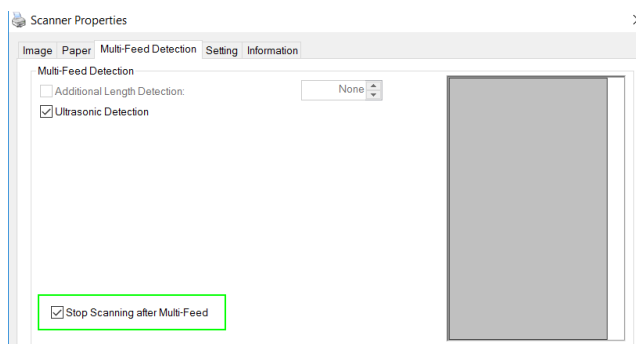 Scanner Properties
Image Paper Multi-Feed Detection Setting Information
Multi-Feed Detection
Additional Length Detection: None
Ultrasonic Detection
Stop Scanning after Multi-Feed